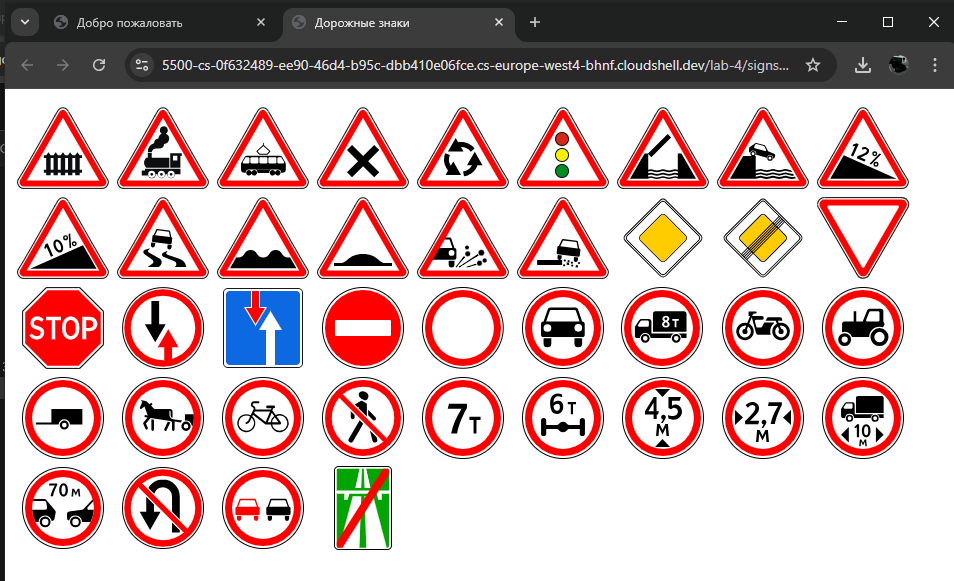 Добро пожаловать
Дорожные знаки
5500-cs-0f632489-ee90-46d4-b95c-dbb410e06fce.cs-europe-west4-bhnf.cloudshell.dev/lab-4/signs...
12%
10%
STOP
8т
7т
6т
4,5
м
2,7
м
10
м
70 м